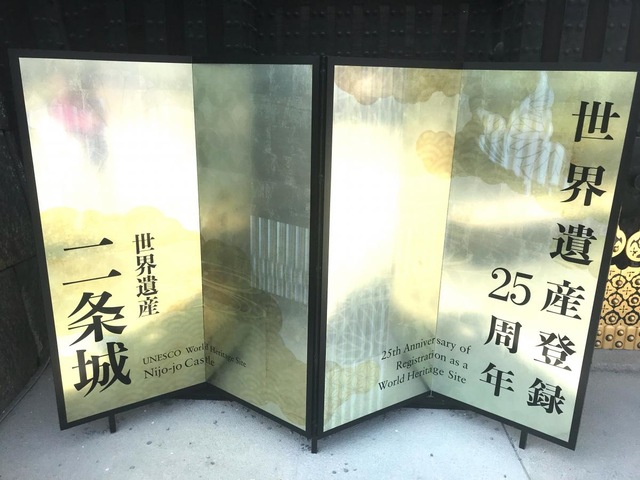 世界遺産登録
25周年
25th Anniversary of
Registration as a
World Heritage Site
世界遺産
二条城
UNESCO World Heritage Site
Nijo-jo Castle